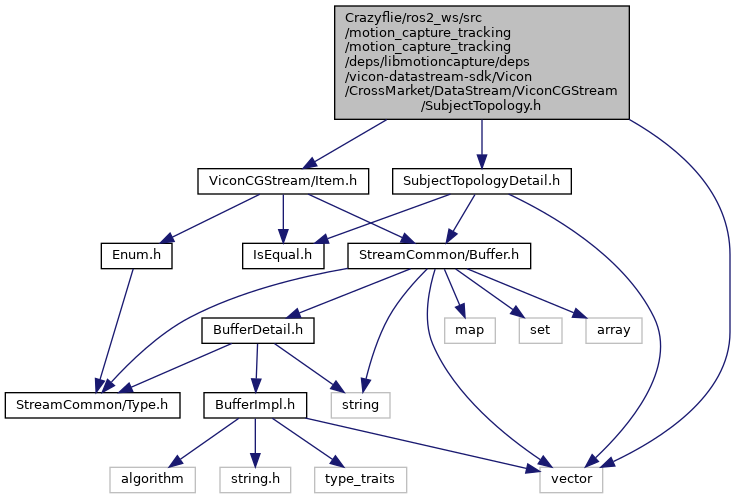 Crazyflie/ros2_ws/src
/motion_capture_tracking
/motion_capture_tracking
/deps/libmotioncapture/deps
/vicon-datastream-sdk/Vicon
/CrossMarket/DataStream/ViconCGStream
/SubjectTopology.h
ViconCGStream/Item.h
SubjectTopologyDetail.h
Enum.h
IsEqual.h
StreamCommon/Buffer.h
BufferDetail.h
map
set
array
StreamCommon/Type.h
BufferImpl.h
string
algorithm
string.h
type_traits
vector